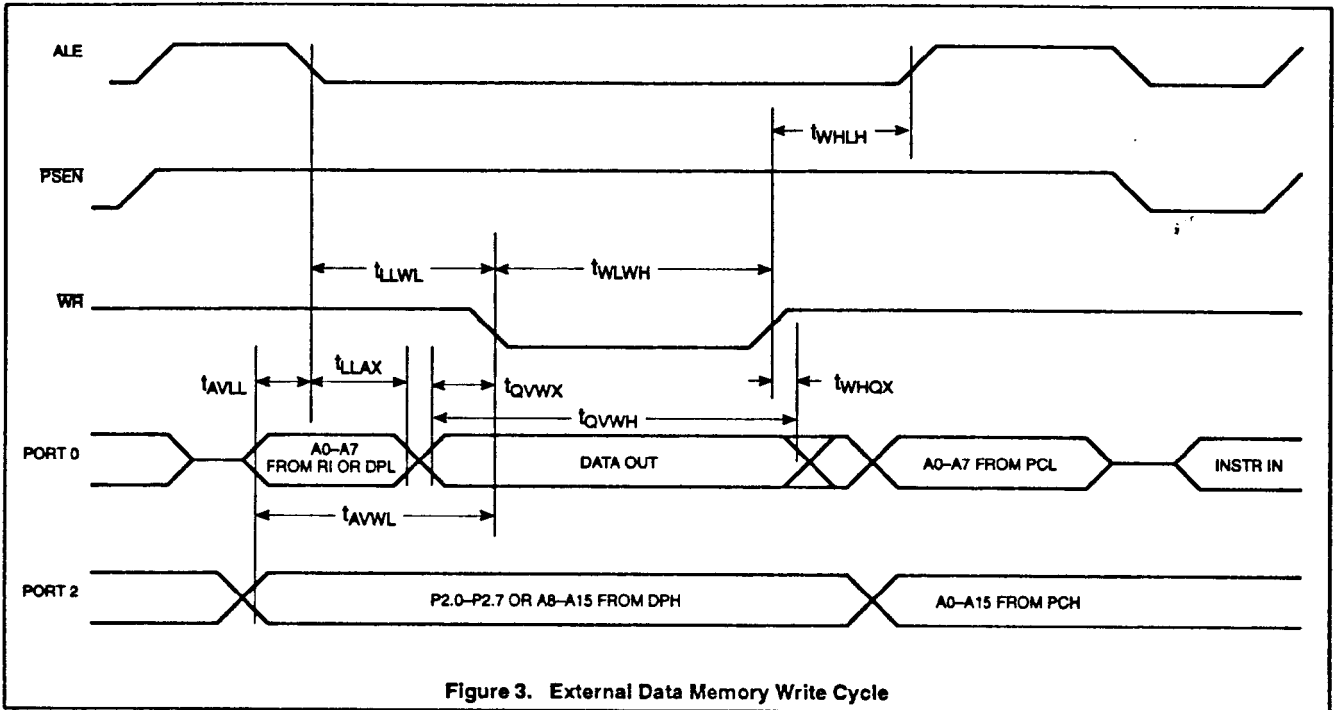 ALE
tWHLH
PSEN
tLLWL
tWLWH
WR
tAVLL
tLLAX
tQVWX
tWHQX
tQVWH
PORT 0
A0–A7
FROM RI OR DPL
DATA OUT
A0–A7 FROM PCL
INSTR IN
tAVWL
PORT 2
P2.0–P2.7 OR A8–A15 FROM DPH
A0–A15 FROM PCH
Figure 3. External Data Memory Write Cycle